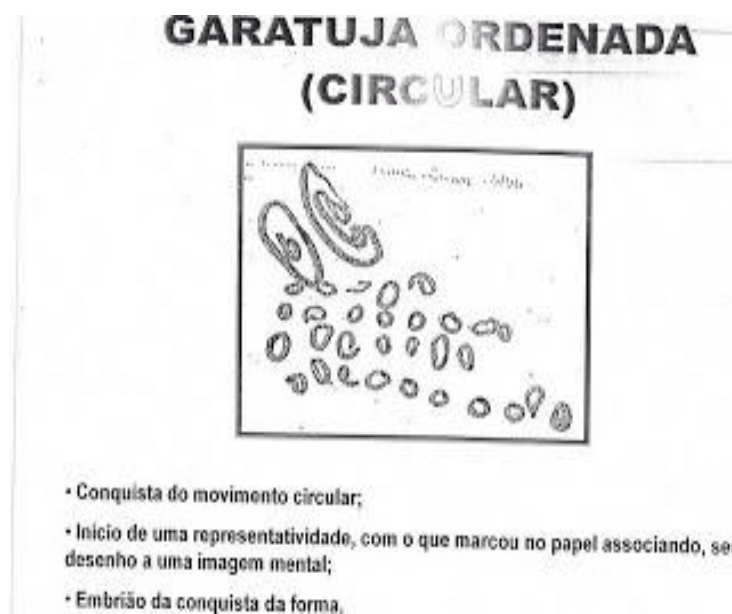 GARATUJA ORDENADA
(CIRCULAR)
• Conquista do movimento circular;
• Início de uma representatividade, com o que marcou no papel associando, se
desenho a uma imagem mental;
• Embrião da conquista da forma.